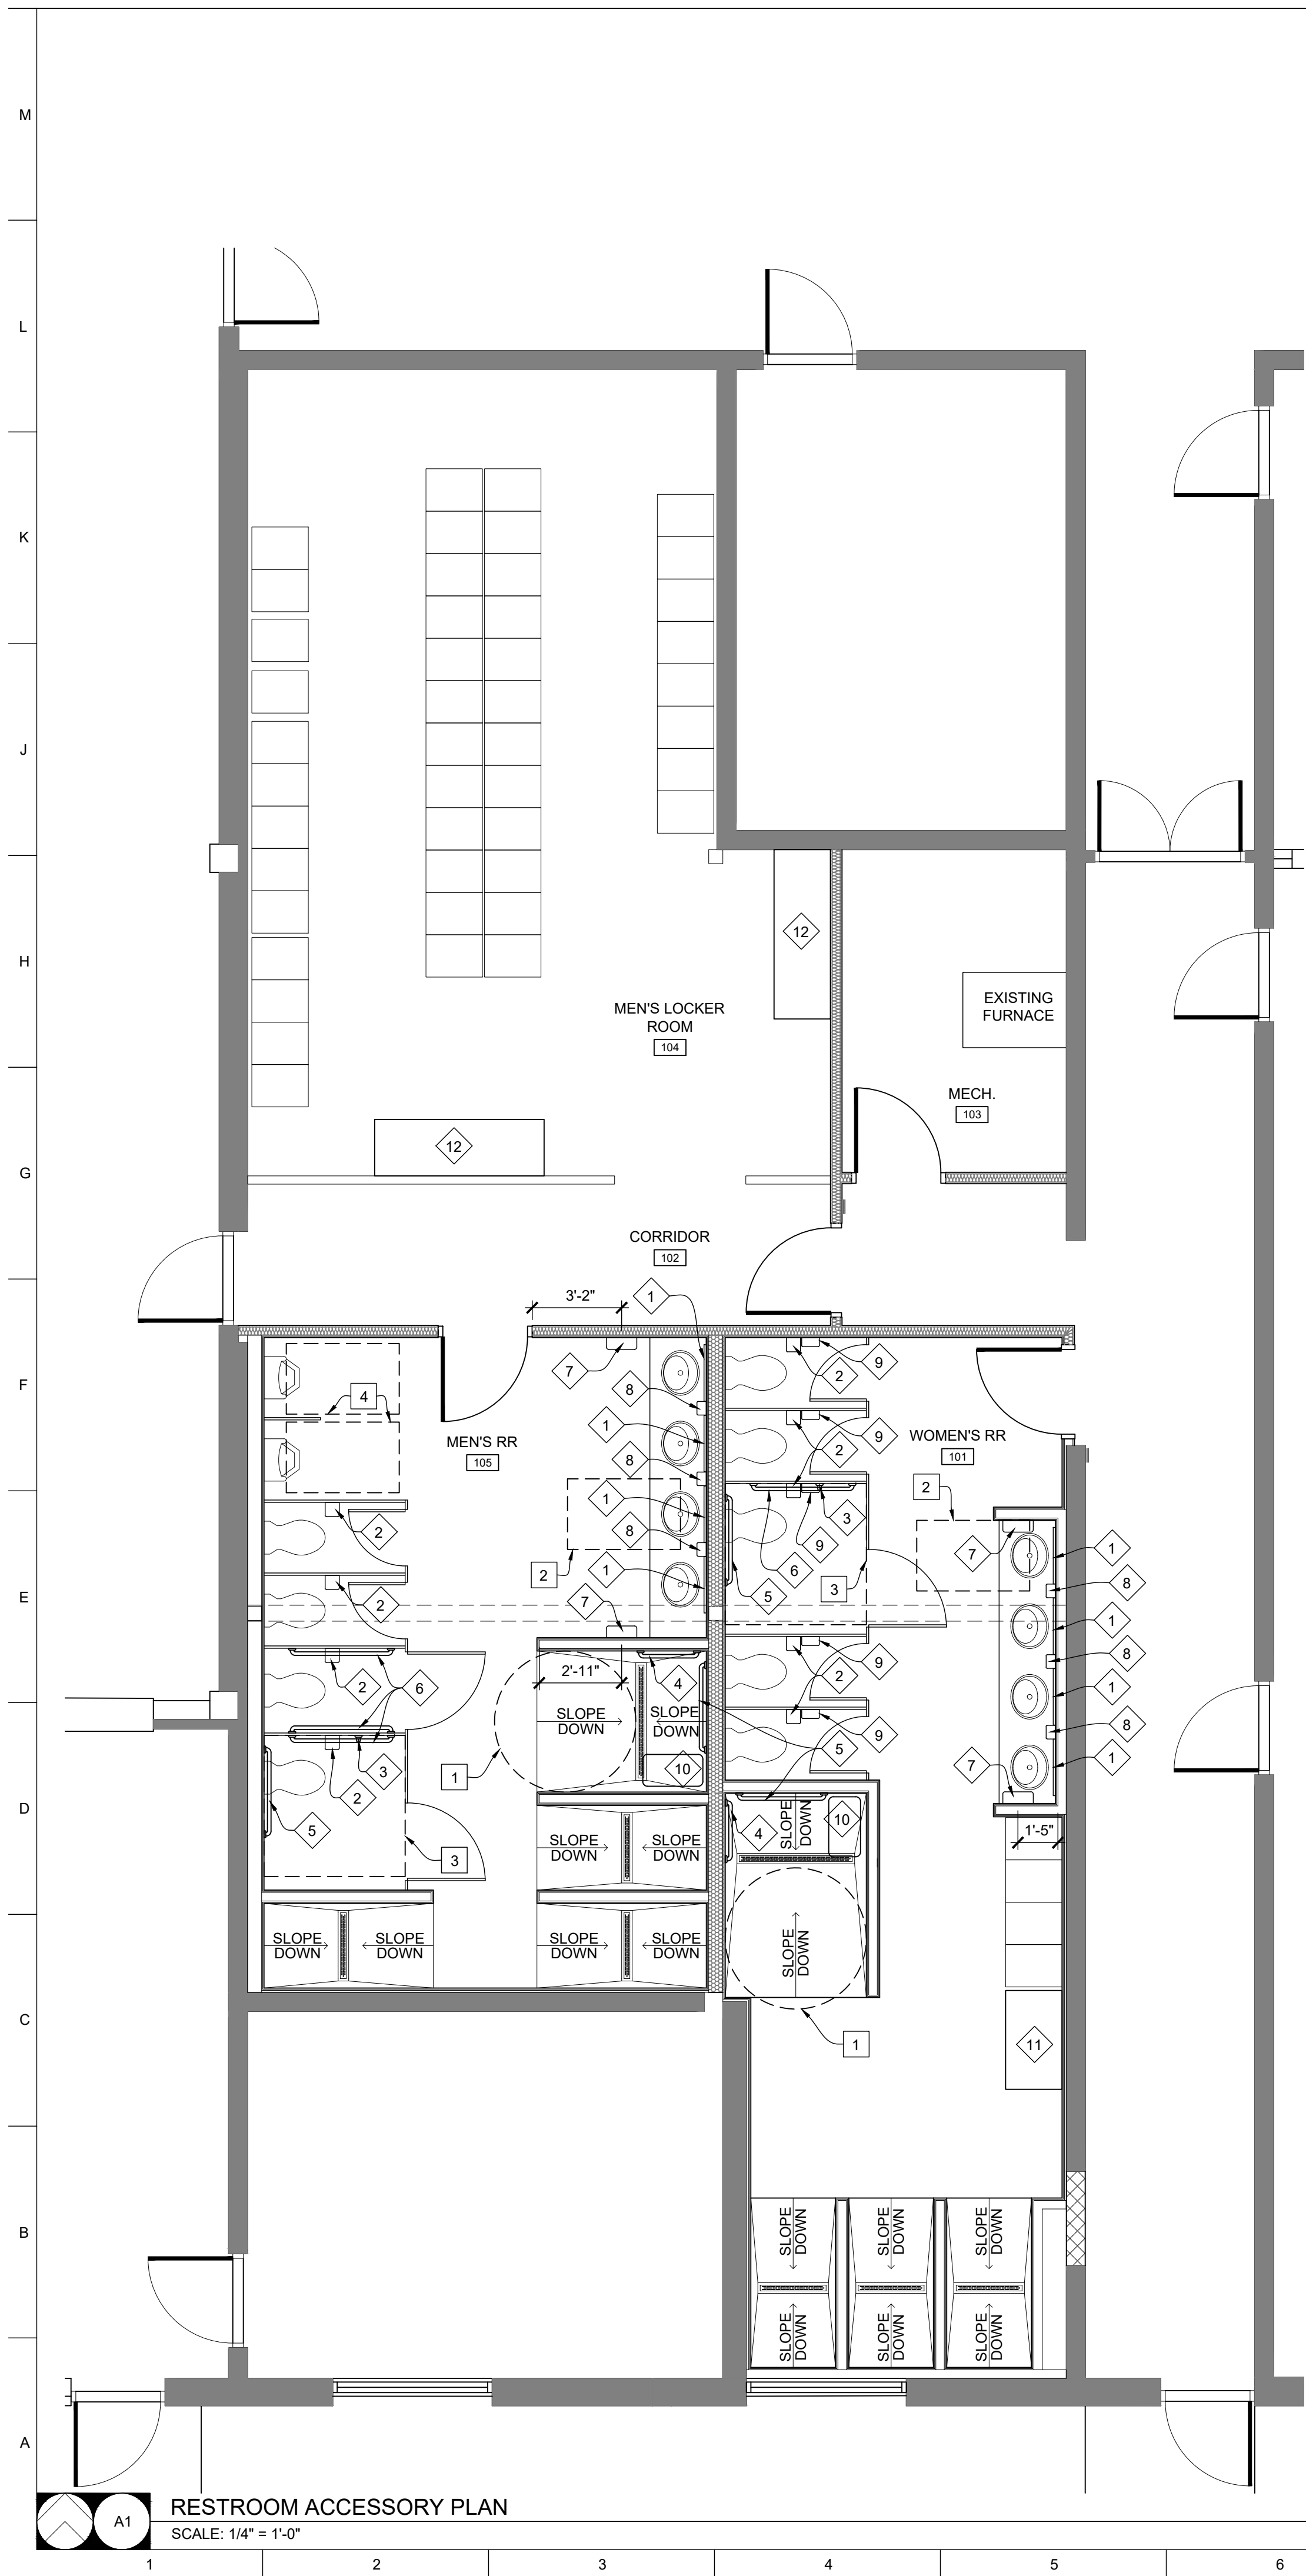 M
L
K
J
H
G
F
E
D
C
B
A
12
EXISTING
FURNACE
MEN'S LOCKER
ROOM
104
MECH.
103
12
CORRIDOR
102
3'-2"
1
7
2
9
4
8
1
MEN'S RR
105
2
9
WOMEN'S RR
101
8
1
2
3
2
8
9
7
1
2
6
1
2
5
3
8
2
7
1
2
9
8
2
6
2'-11"
4
2
1
SLOPE
DOWN
SLOPE
DOWN
5
9
8
3
10
7
1
1
2
5
SLOPE
DOWN
4
10
1'-5"
3
SLOPE
DOWN
SLOPE
DOWN
SLOPE
DOWN
SLOPE
DOWN
SLOPE
DOWN
SLOPE
DOWN
SLOPE
DOWN
1
11
SLOPE
DOWN
SLOPE
DOWN
SLOPE
DOWN
SLOPE
DOWN
SLOPE
DOWN
SLOPE
DOWN
A1
RESTROOM ACCESSORY PLAN
SCALE: 1/4" = 1'-0"
1
2
3
4
5
6